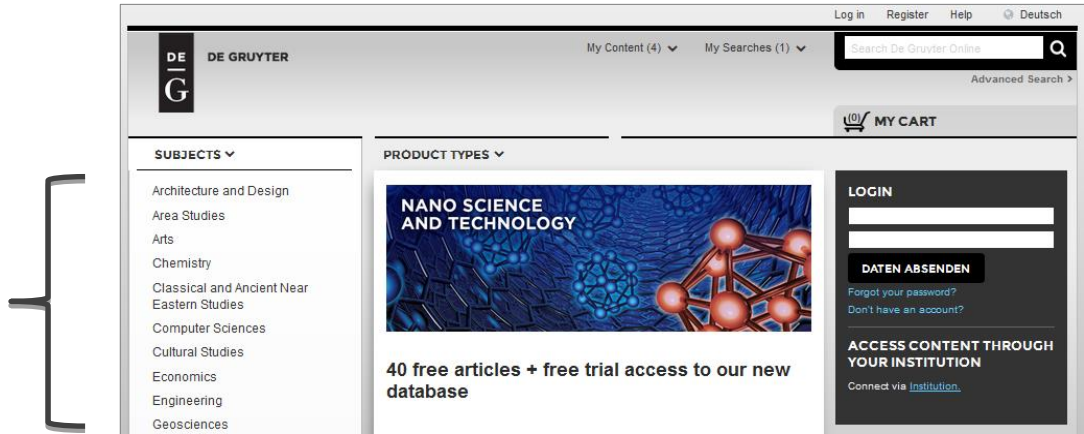 Log in Register Help Deutsch
DE
G
DE GRUYTER
My Content (4) My Searches (1)
Search De Gruyter Online
Advanced Search >
(0) MY CART
SUBJECTS
PRODUCT TYPES
Architecture and Design
Area Studies
Arts
Chemistry
Classical and Ancient Near
Eastern Studies
Computer Sciences
Cultural Studies
Economics
Engineering
Geosciences
NANO SCIENCE
AND TECHNOLOGY
40 free articles + free trial access to our new
database
LOGIN
DATEN ABSENDEN
Forgot your password?
Don't have an account?
ACCESS CONTENT THROUGH
YOUR INSTITUTION
Connect via Institution.